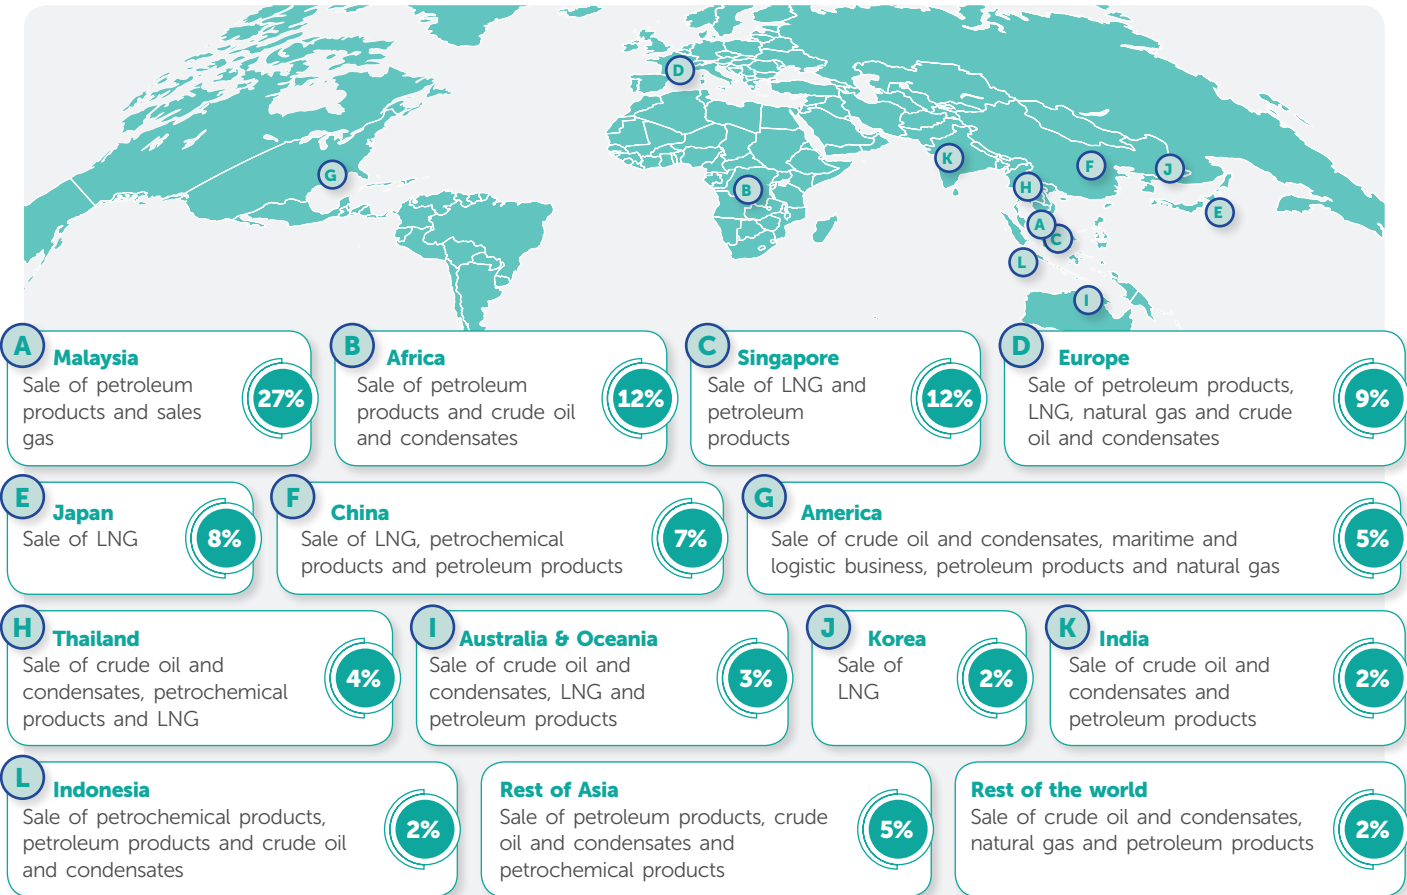 D
K
F
J
G
H
B
E
A
C
L
I
A
Malaysia
Sale of petroleum
products and sales
gas
27%
B
Africa
Sale of petroleum
products and crude oil
and condensates
12%
C
Singapore
Sale of LNG and
petroleum
products
12%
D
Europe
Sale of petroleum products,
LNG, natural gas and crude
oil and condensates
9%
E
Japan
Sale of LNG
8%
F
China
Sale of LNG, petrochemical
products and petroleum products
7%
G
America
Sale of crude oil and condensates, maritime and
logistic business, petroleum products and natural gas
5%
H
Thailand
Sale of crude oil and
condensates, petrochemical
products and LNG
4%
I
Australia & Oceania
Sale of crude oil and
condensates, LNG and
petroleum products
3%
J
Korea
Sale of
LNG
2%
K
India
Sale of crude oil and
condensates and
petroleum products
2%
L
Indonesia
Sale of petrochemical products,
petroleum products and crude oil
and condensates
2%
Rest of Asia
Sale of petroleum products, crude
oil and condensates and
petrochemical products
5%
Rest of the world
Sale of crude oil and condensates,
natural gas and petroleum products
2%